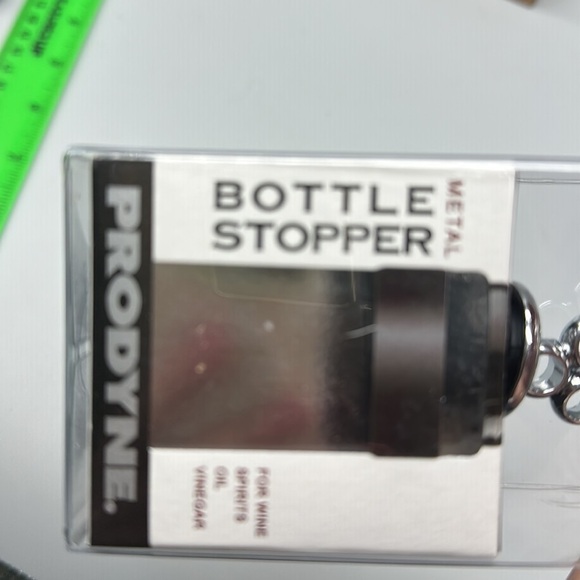 METAL
BOTTLE
STOPPER
PRODYNE.
FOR WINE
SPIRITS
OIL
VINEGAR